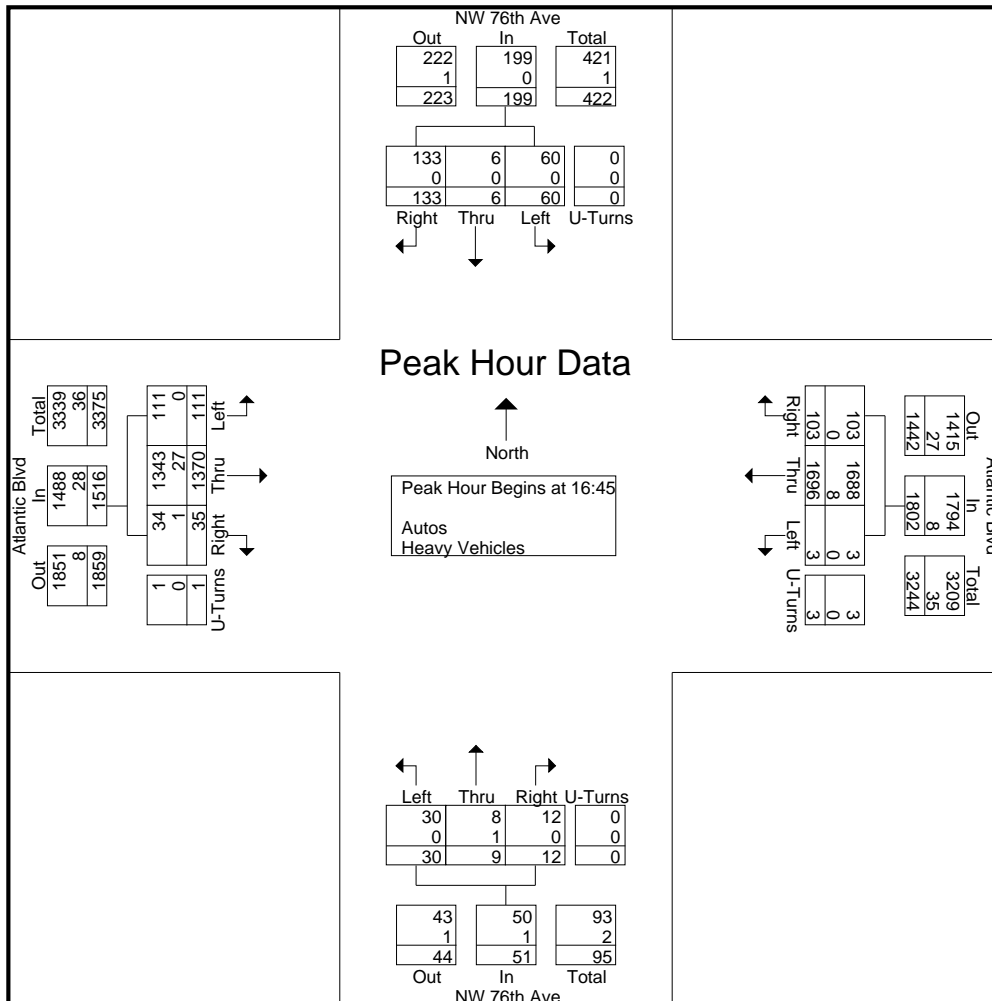 NW 76th Ave
Out In Total
222 199 421
1 0 1
223 199 422
133 6 60 0
0 0 0 0
133 6 60 0
Right Thru Left U-Turns
Peak Hour Data
North
Peak Hour Begins at 16:45
Autos
Heavy Vehicles
Atlantic Blvd
Out In Total
1851 1488 3339
8 28 36
1859 1516 3375
U-Turns Right Thru Left
1 34 1343 111
0 1 27 0
1 35 1370 111
Atlantic Blvd
Out In Total
1415 1794 3209
27 8 35
1442 1802 3244
103 1688 3 3
0 8 0 0
103 1696 3 3
Right Thru Left U-Turns
Left Thru Right U-Turns
30 8 12 0
0 1 0 0
30 9 12 0
43 50 93
1 1 2
44 51 95
Out In Total
NW 76th Ave